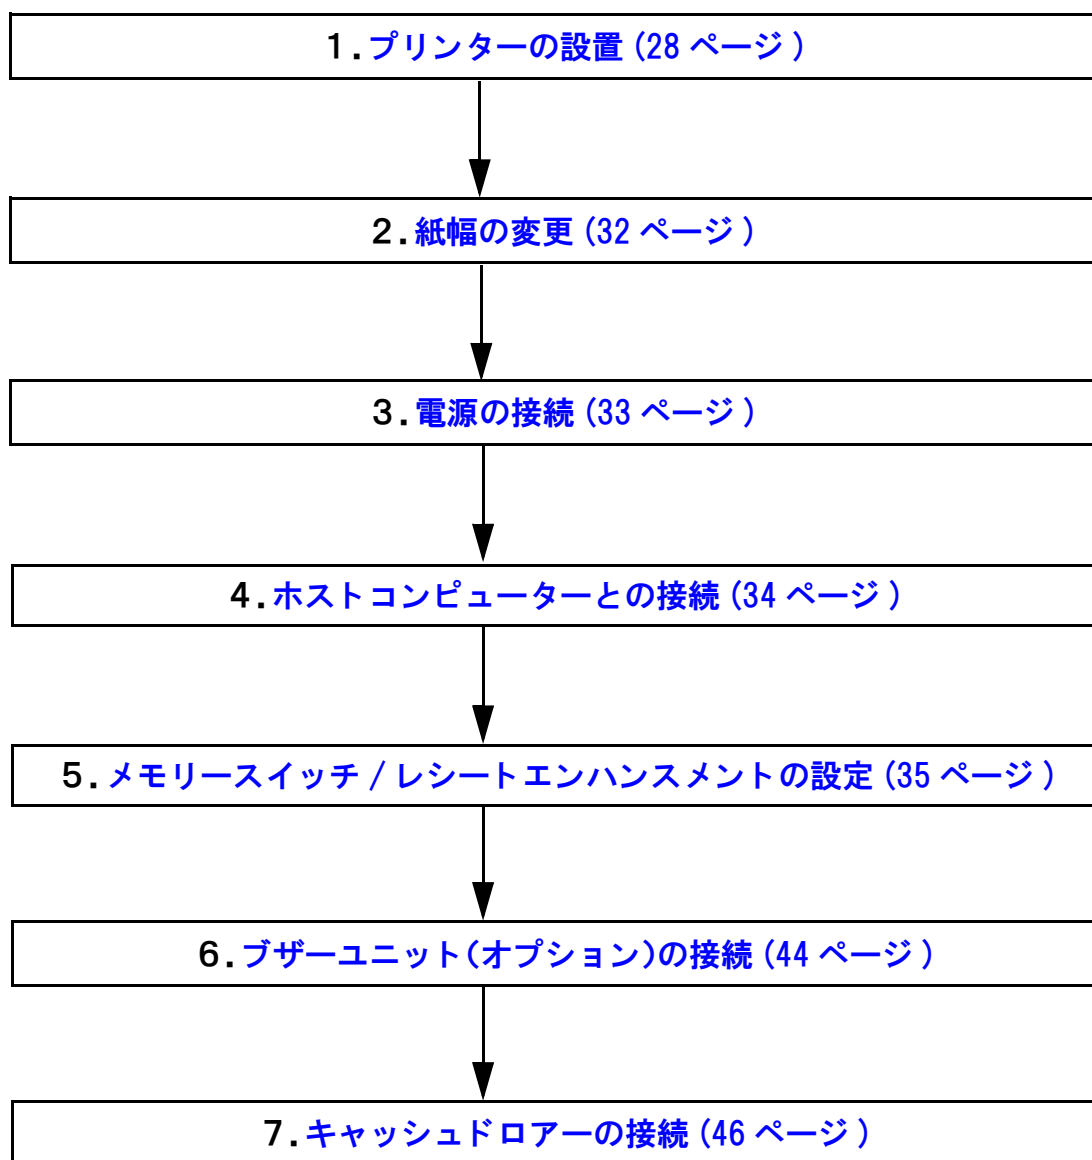 1.プリンターの設置 (28 ページ )
2.紙幅の変更 (32 ページ )
3.電源の接続 (33 ページ )
4.ホストコンピューターとの接続 (34 ページ )
5.メモリースイッチ / レシートエンハンスメントの設定 (35 ページ )
6.ブザーユニット(オプション)の接続 (44 ページ )
7.キャッシュドロアーの接続 (46 ページ )